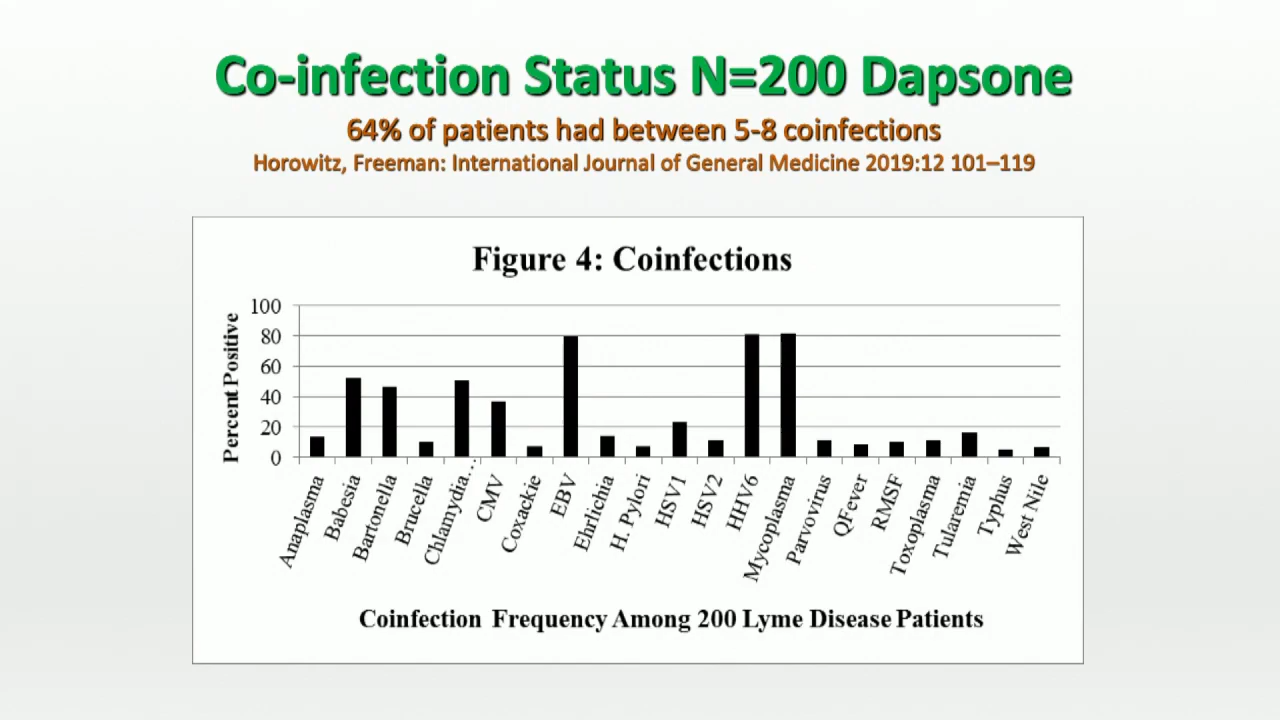 Co-infection Status N=200 Dapsone
64% of patients had between 5-8 coinfections
Horowitz, Freeman: International Journal of General Medicine 2019:12 101–119
Figure 4: Coinfections
Percent Positive
100
80
60
40
20
0
Anaplasma
Babesia
Bartonella
Brucella
Chlamydia…
CMV
Coxackie
EBV
Ehrlichia
H. Pylori
HSV1
HSV2
HHV6
Mycoplasma
Parvovirus
QFever
RMSF
Toxoplasma
Tularemia
Typhus
West Nile
Coinfection Frequency Among 200 Lyme Disease Patients